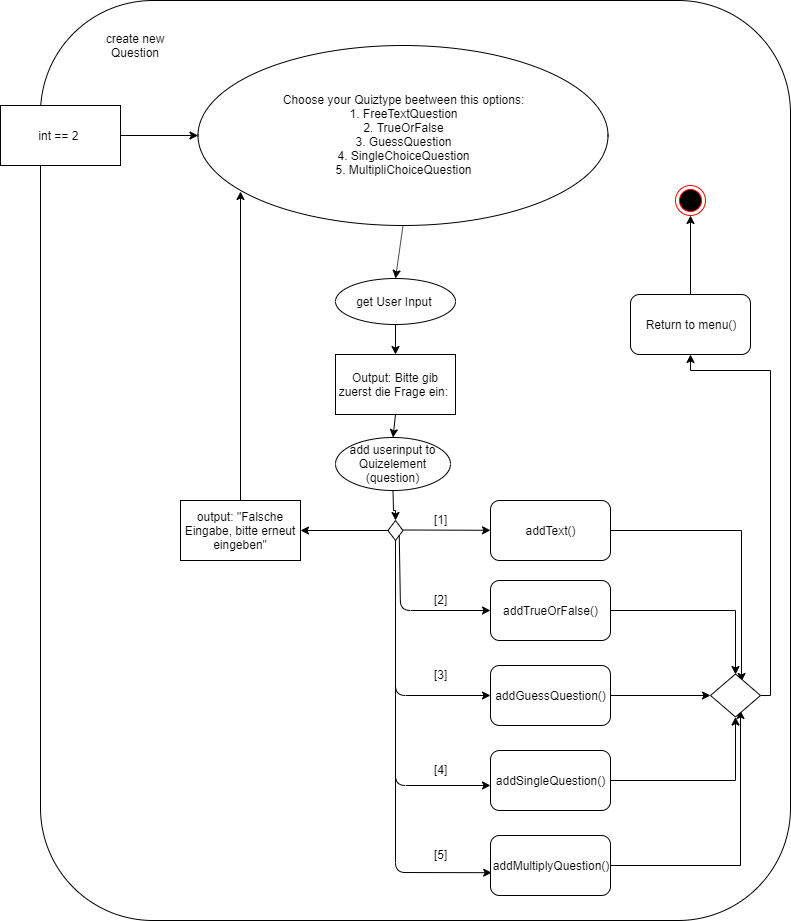 create new
Question
int == 2
Choose your Quiztype beetween this options:
1. FreeTextQuestion
2. TrueOrFalse
3. GuessQuestion
4. SingleChoiceQuestion
5. MultipliChoiceQuestion
get User Input
Return to menu()
Output: Bitte gib
zuerst die Frage ein:
add userinput to
Quizelement
(question)
output: "Falsche
Eingabe, bitte erneut
eingeben"
[1]
addText()
[2]
addTrueOrFalse()
[3]
addGuessQuestion()
[4]
addSingleQuestion()
[5]
addMultiplyQuestion()